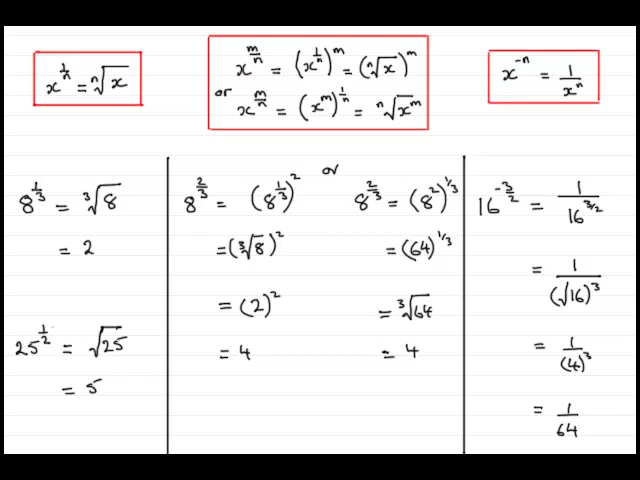 x^(1/n) = ⁿ√x
x^(m/n) = (x^(1/n))^m = (ⁿ√x)^m
or
x^(m/n) = (x^m)^(1/n) = ⁿ√x^m
x^(-n) = 1/x^n
8^(1/3) = ³√8
= 2
25^(1/2) = √25
= 5
or
8^(2/3) = (8^(1/3))^2
= (³√8)^2
= (2)^2
= 4
8^(2/3) = (8^2)^(1/3)
= (64)^(1/3)
= ³√64
= 4
16^(-3/2) = 1/16^(3/2)
= 1/(√16)^3
= 1/(4)^3
= 1/64